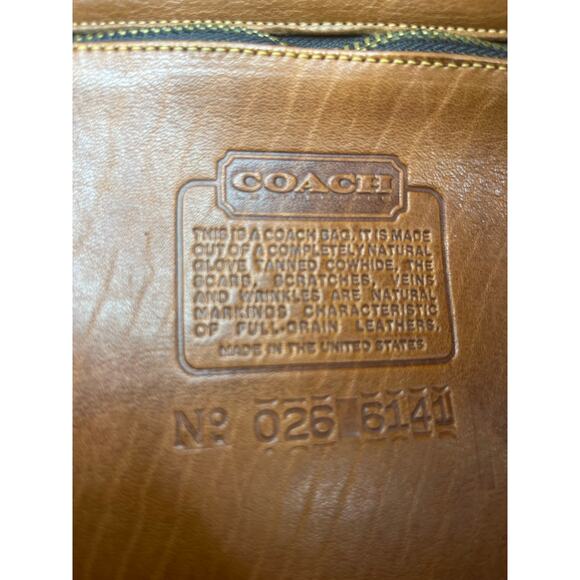 COACH
THIS IS A COACH BAG. IT IS MADE
OUT OF A COMPLETELY NATURAL
GLOVE TANNED COWHIDE, THE
SCARS, SCRATCHES, VEINS
AND WRINKLES ARE NATURAL
MARKINGS CHARACTERISTIC
OF FULL-GRAIN LEATHERS,
MADE IN THE UNITED STATES
Nº 026 6141